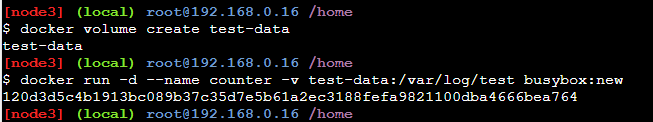 [node3] (local) root@192.168.0.16 /home
$ docker volume create test-data
test-data
[node3] (local) root@192.168.0.16 /home
$ docker run -d --name counter -v test-data:/var/log/test busybox:new
120d3d5c4b1913bc089b37c35d7e5b61a2ec3188fefa9821100dba4666bea764
[node3] (local) root@192.168.0.16 /home